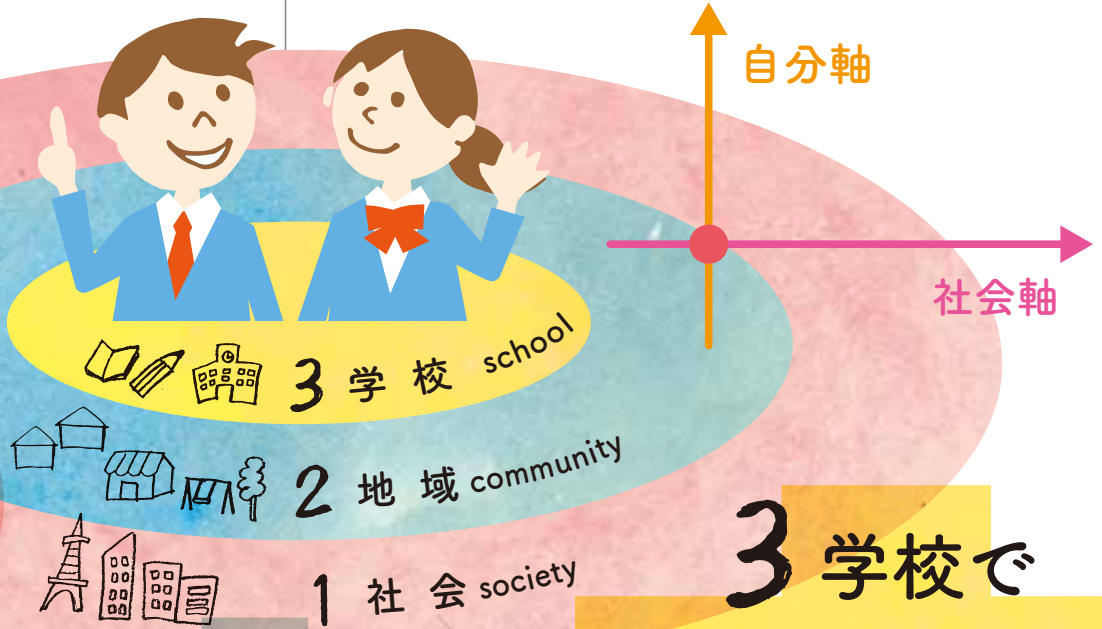 自分軸
社会軸
3 学校 school
2 地域 community
1 社会 society
3 学校で